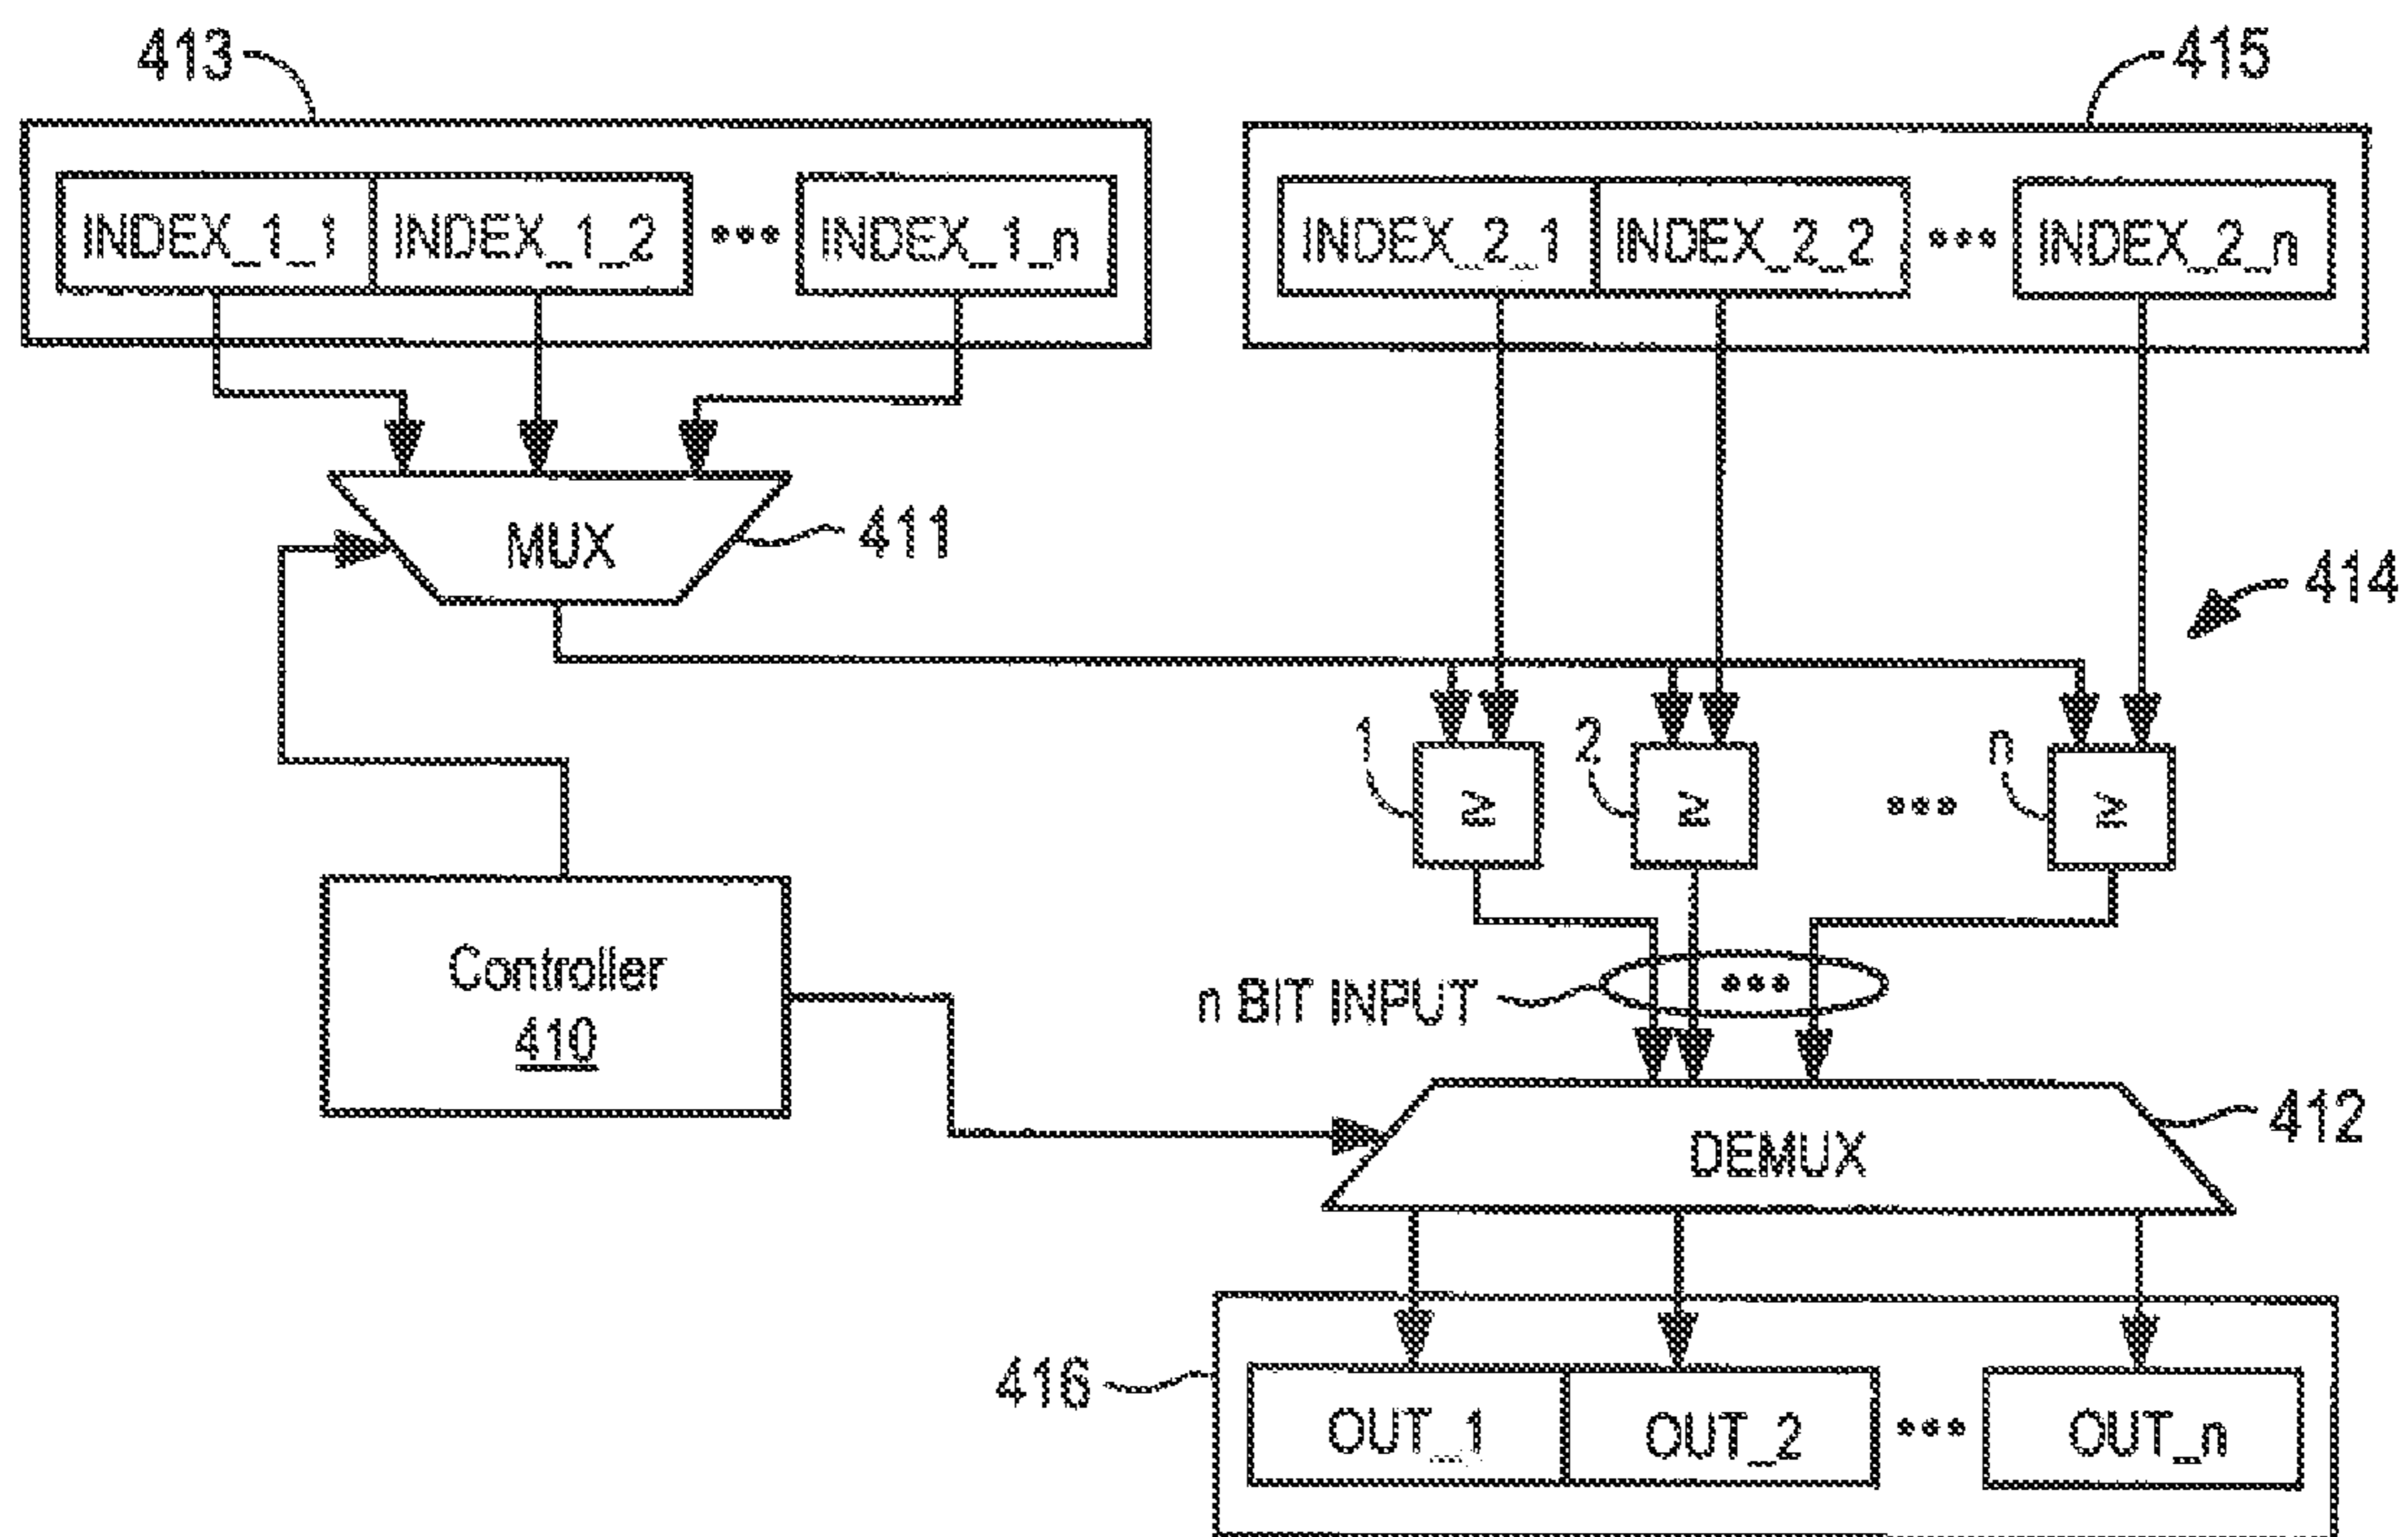 413
415
INDEX_1_1 INDEX_1_2 ••• INDEX_1_n
INDEX_2_1 INDEX_2_2 ••• INDEX_2_n
MUX
411
414
1 2 n
≥ ≥ ••• ≥
Controller
410
n BIT INPUT •••
DEMUX
412
416
OUT_1 OUT_2 ••• OUT_n